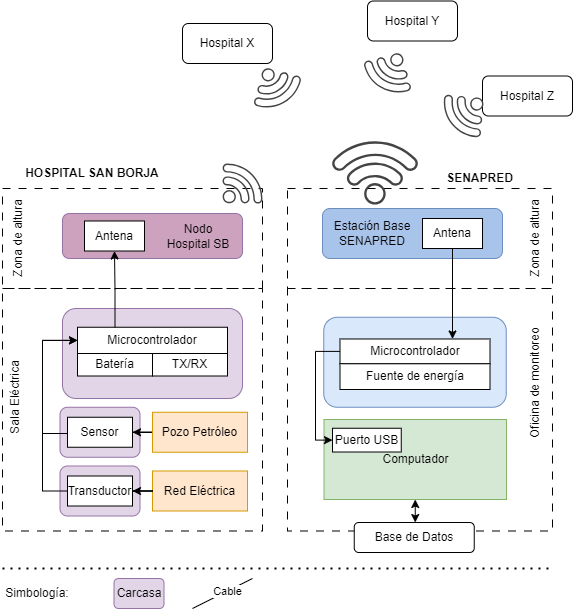 Hospital X
Hospital Y
Hospital Z
HOSPITAL SAN BORJA
Zona de altura
Antena
Nodo
Hospital SB
Sala Eléctrica
Microcontrolador
Batería
TX/RX
Sensor
Pozo Petróleo
Transductor
Red Eléctrica
SENAPRED
Estación Base
SENAPRED
Antena
Zona de altura
Microcontrolador
Fuente de energía
Oficina de monitoreo
Puerto USB
Computador
Base de Datos
Simbología:
Carcasa
Cable